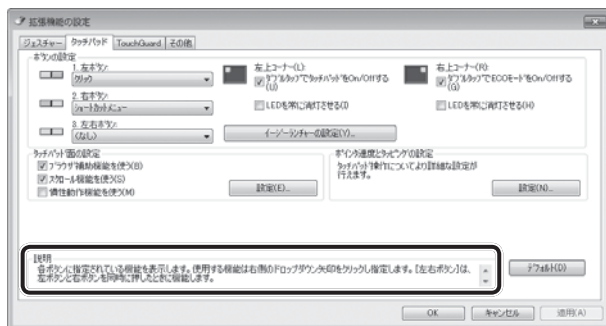 拡張機能の設定
ジェスチャー タッチパッド TouchGuard その他
ボタンの設定
1. 左ボタン
クリック
2. 右ボタン
ショートカットメニュー
3. 左右ボタン
(なし)
左上コーナー(L):
ダブルタップでタッチパッドをOn/Offする(U)
LEDを常に消灯させる(I)
右上コーナー(R):
ダブルタップでECOモードをOn/Offする(G)
LEDを常に消灯させる(H)
イージーランチャーの設定(Y)...
タッチパッド面の設定
ブラウザ補助機能を使う(B)
スクロール機能を使う(S)
慣性動作機能を使う(M)
設定(E)...
ポインタ速度とタッピングの設定
タッチパッド操作についてより詳細な設定が
行えます。
設定(N)...
説明
各ボタンに指定されている機能を表示します。使用する機能は右側のドロップダウン矢印をクリックし指定します。[左右ボタン]は、
左ボタンと右ボタンを同時に押したときに機能します。
デフォルト(D)
OK キャンセル 適用(A)